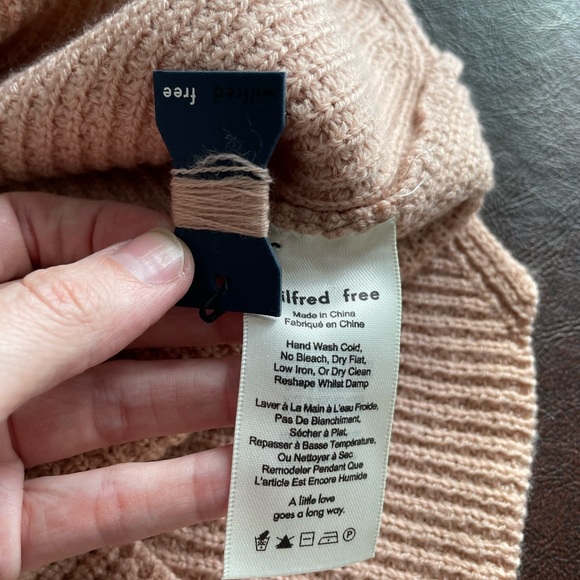 wilfred
free
ilfred free
Made in China
Fabriqué en Chine
Hand Wash Cold,
No Bleach, Dry Flat,
Low Iron, Or Dry Clean
Reshape Whilst Damp
Laver à La Main à L'eau Froide,
Pas De Blanchiment,
Sécher à Plat,
Repasser à Basse Température,
Ou Nettoyer à Sec
Remodeler Pendant Que
L'article Est Encore Humide
A little love
goes a long way.
P